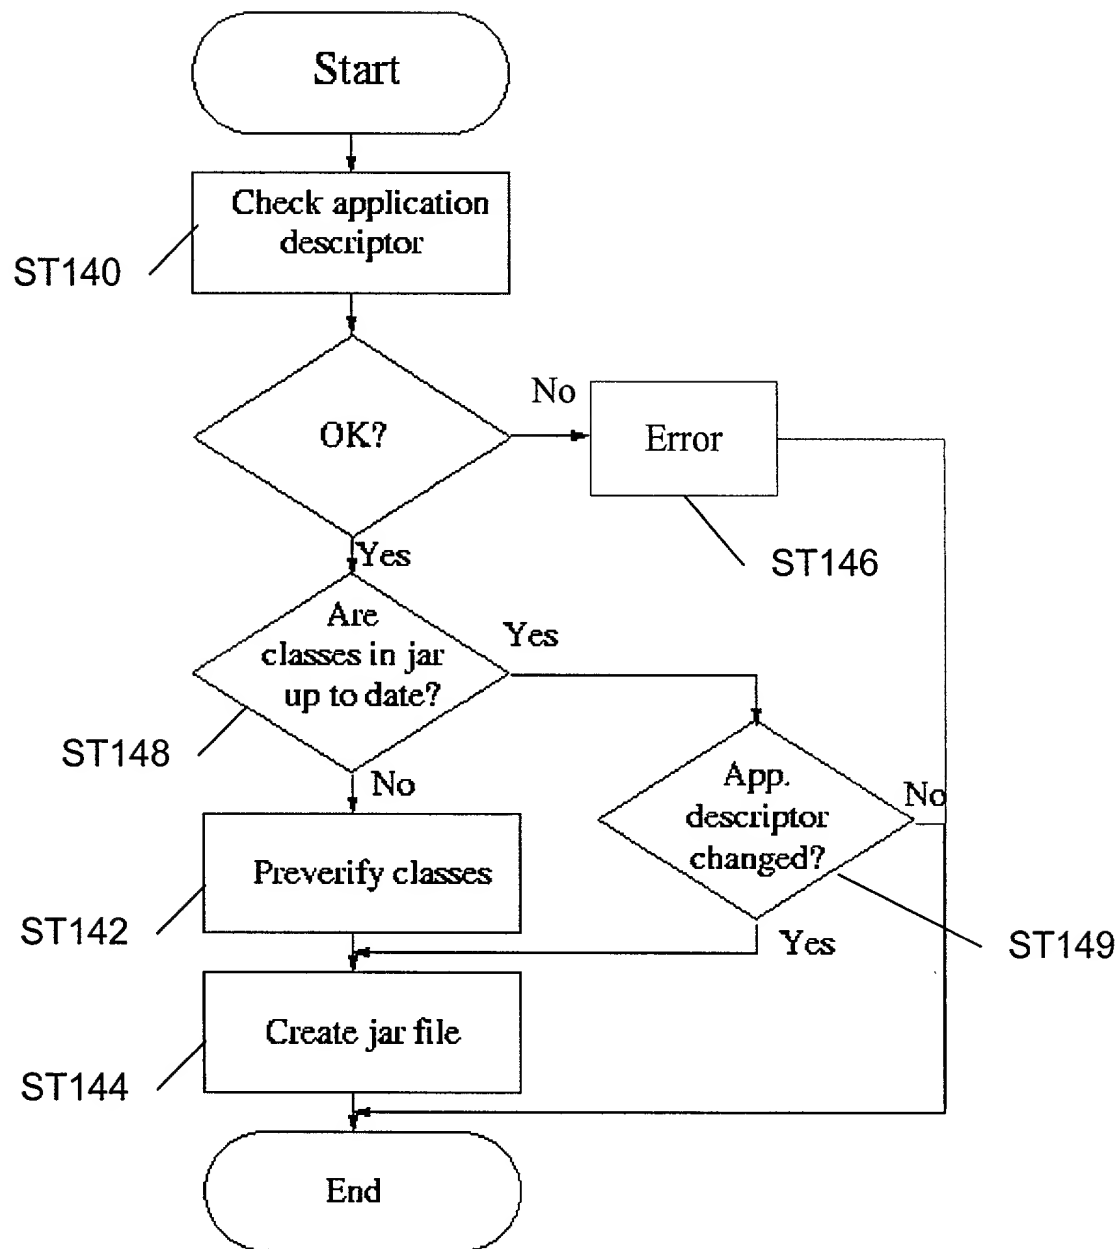 Start
Check application
descriptor
ST140
OK?
No
Error
ST146
Yes
Are
classes in jar
up to date?
Yes
ST148
No
App.
descriptor
changed?
No
ST149
Yes
Preverify classes
ST142
Create jar file
ST144
End